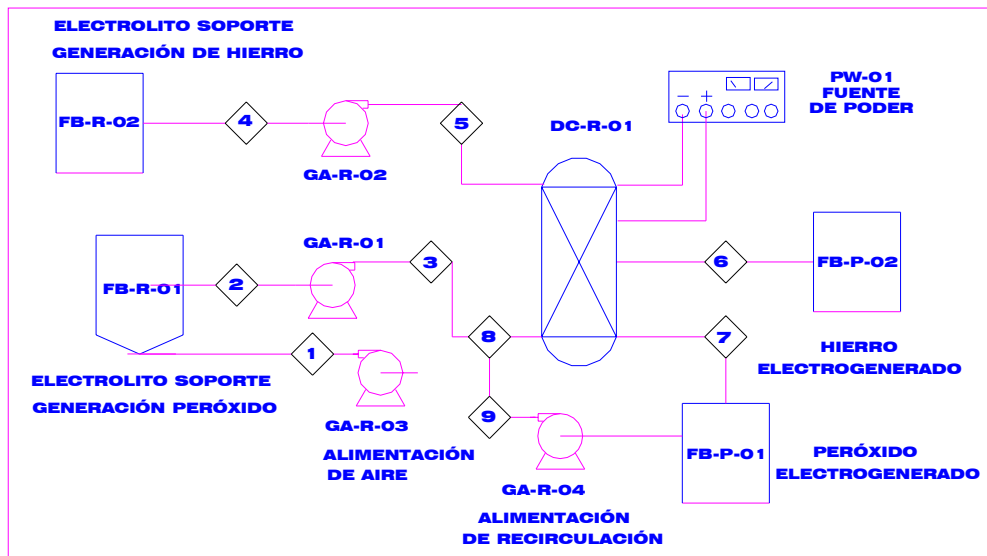 ELECTROLITO SOPORTE
GENERACIÓN DE HIERRO
FB-R-02
4
5
GA-R-02
DC-R-01
− +
PW-01
FUENTE
DE PODER
FB-R-01
2
GA-R-01
3
6
FB-P-02
8
7
1
HIERRO
ELECTROGENERADO
ELECTROLITO SOPORTE
GENERACIÓN PERÓXIDO
GA-R-03
ALIMENTACIÓN
DE AIRE
9
GA-R-04
ALIMENTACIÓN
DE RECIRCULACIÓN
FB-P-01
PERÓXIDO
ELECTROGENERADO